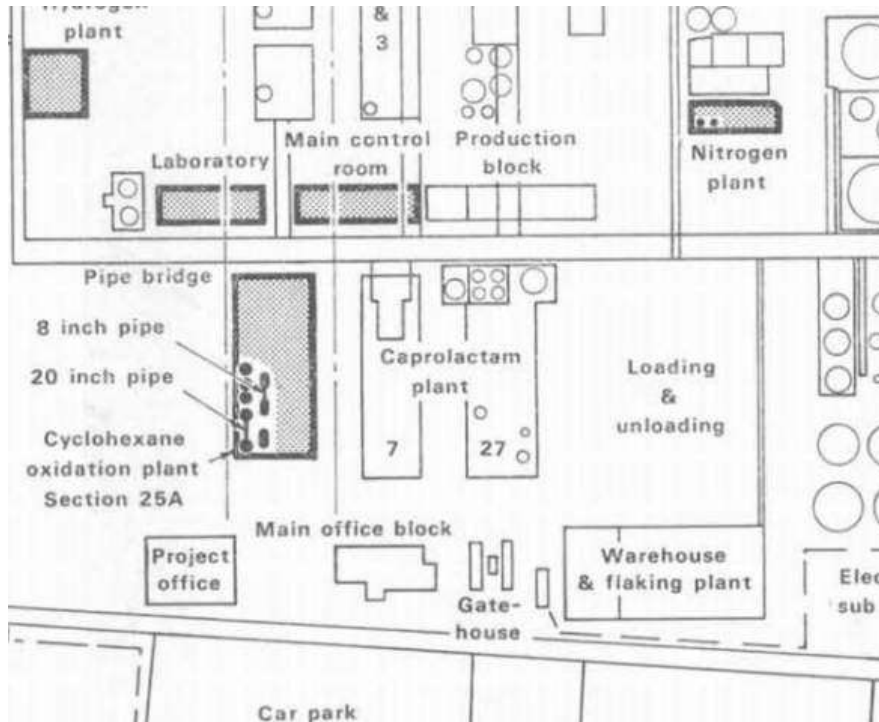 plant
&
3
Laboratory
Main control
room
Production
block
Nitrogen
plant
Pipe bridge
8 inch pipe
20 inch pipe
Cyclohexane
oxidation plant
Section 25A
Caprolactam
plant
7
27
Loading
&
unloading
Main office block
Project
office
Gate-
house
Warehouse
& flaking plant
Elec
sub
Car park